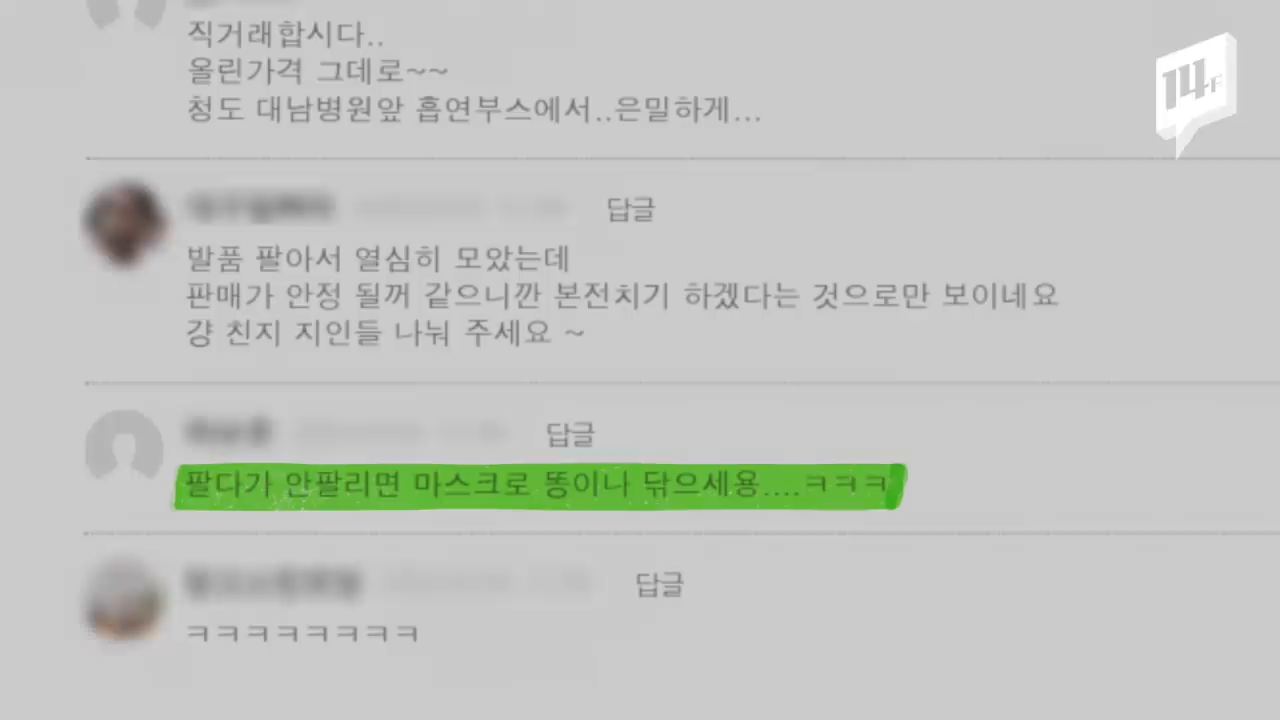 직거래합시다..
올린가격 그데로~~
청도 대남병원앞 흡연부스에서..은밀하게...
14F
답글
발품 팔아서 열심히 모았는데
판매가 안정 될꺼 같으니깐 본전치기 하겠다는 것으로만 보이네요
걍 친지 지인들 나눠 주세요 ~
답글
팔다가 안팔리면 마스크로 똥이나 닦으세용....ㅋㅋㅋ
답글
ㅋㅋㅋㅋㅋㅋㅋㅋ